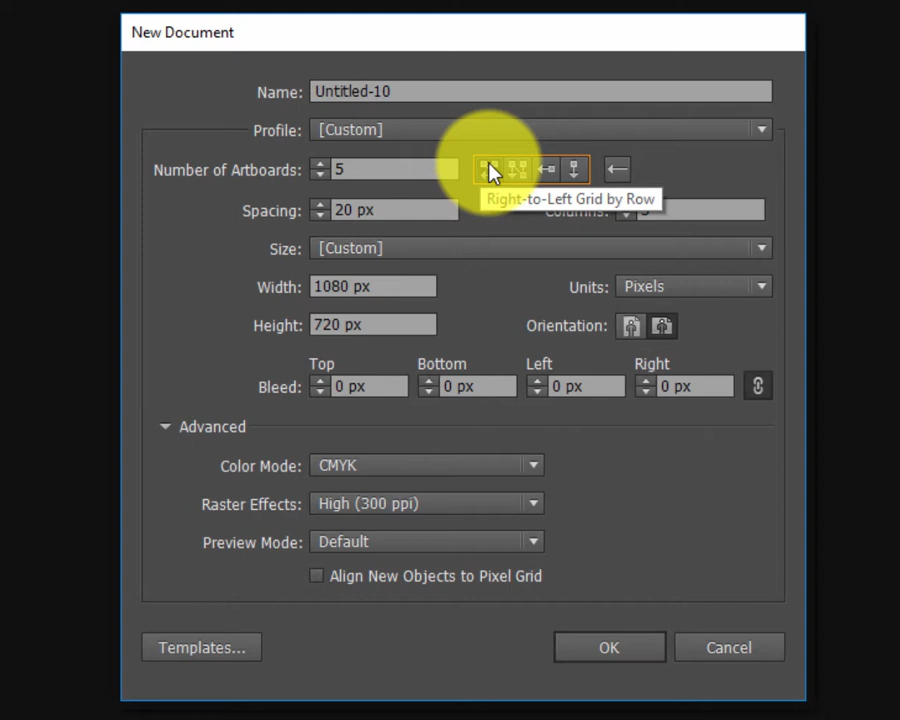 New Document
Name: Untitled-10
Profile: [Custom]
Number of Artboards: 5
Right-to-Left Grid by Row
Spacing: 20 px Columns:
Size: [Custom]
Width: 1080 px Units: Pixels
Height: 720 px Orientation:
Top Bottom Left Right
Bleed: 0 px 0 px 0 px 0 px
Advanced
Color Mode: CMYK
Raster Effects: High (300 ppi)
Preview Mode: Default
Align New Objects to Pixel Grid
Templates... OK Cancel